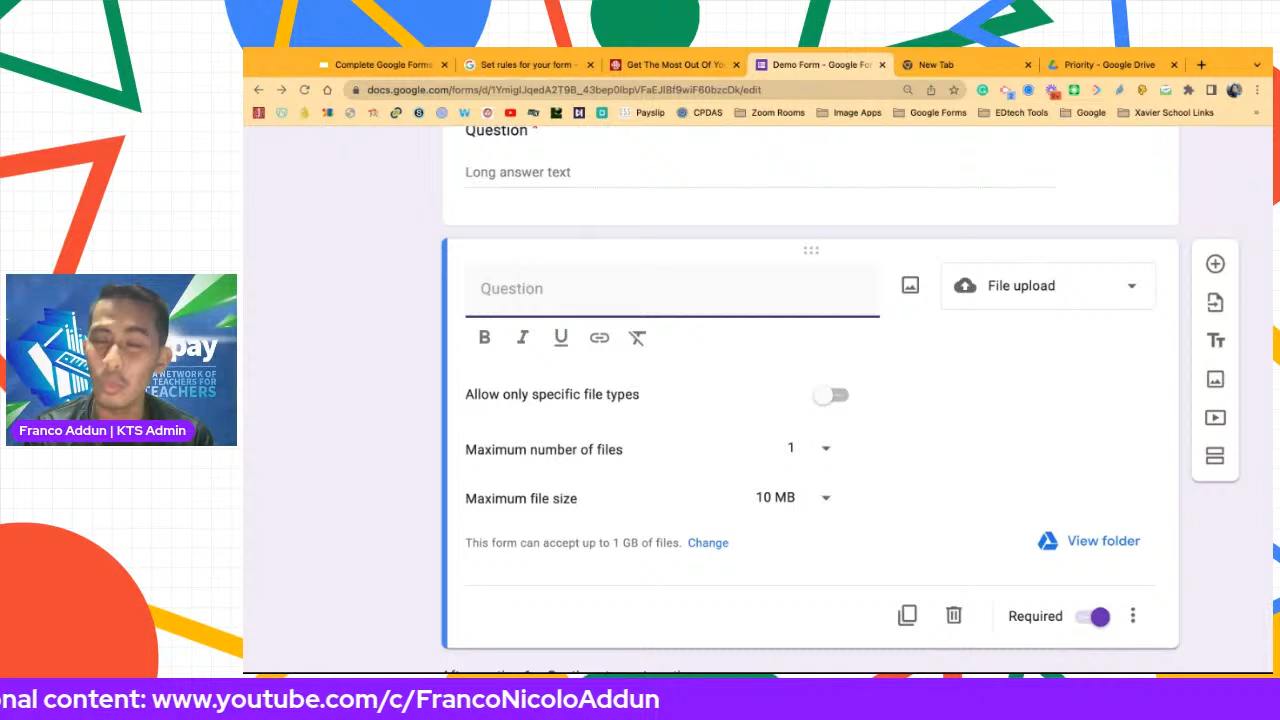 Complete Google Forms
Set rules for your form -
Get The Most Out Of Yo
Demo Form - Google For
New Tab
Priority - Google Drive
docs.google.com/forms/d/1YmigIJqedA2T9B_43bep0lbpVFaEJIBf9wiF60bzcDk/edit
Payslip
CPDAS
Zoom Rooms
Image Apps
Google Forms
EDtech Tools
Google
Xavier School Links
Question *
Long answer text
Question
File upload
B I U
Allow only specific file types
Maximum number of files
1
Maximum file size
10 MB
This form can accept up to 1 GB of files. Change
View folder
Required
pay
A NETWORK OF
TEACHERS FOR
TEACHERS
Franco Addun | KTS Admin
onal content: www.youtube.com/c/FrancoNicoloAddun